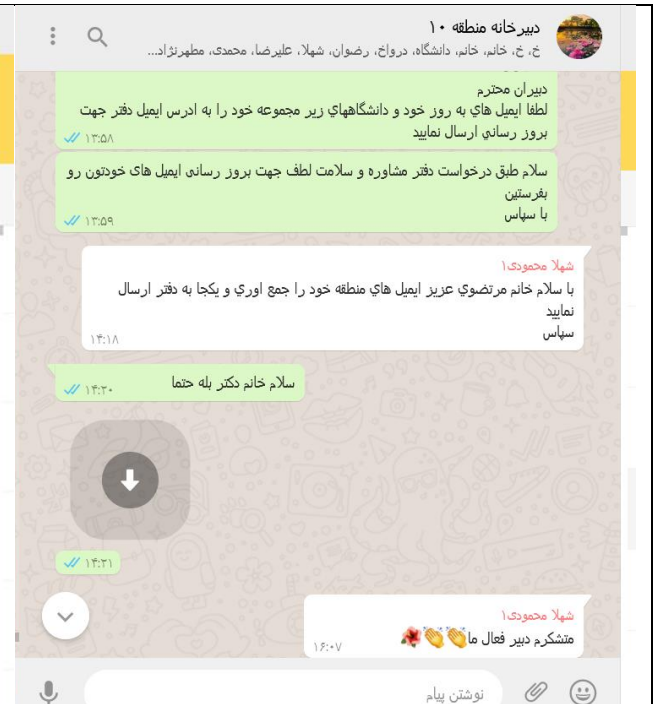 دبیرخانه منطقه ۱۰
خ، خ، خانم، خانم، دانشگاه، درواخ، رضوان، شهلا، علیرضا، محمدی، مطهرنژاد...
دبیران محترم
لطفا ایمیل هاي به روز خود و دانشگاههاي زیر مجموعه خود را به ادرس ایمیل دفتر جهت
بروز رساني ارسال نمایید
۱۳:۵۸
سلام طبق درخواست دفتر مشاوره و سلامت لطف جهت بروز رسانی ایمیل های خودتون رو
بفرستین
با سپاس
۱۳:۵۹
شهلا محمودی۱
با سلام خانم مرتضوي عزیز ایمیل هاي منطقه خود را جمع اوري و یکجا به دفتر ارسال
نمایید
سپاس
۱۴:۱۸
سلام خانم دکتر بله حتما
۱۴:۲۰
۱۴:۲۱
شهلا محمودی۱
متشکرم دبیر فعال ما👏👏🌺
۱۶:۰۷
نوشتن پیام